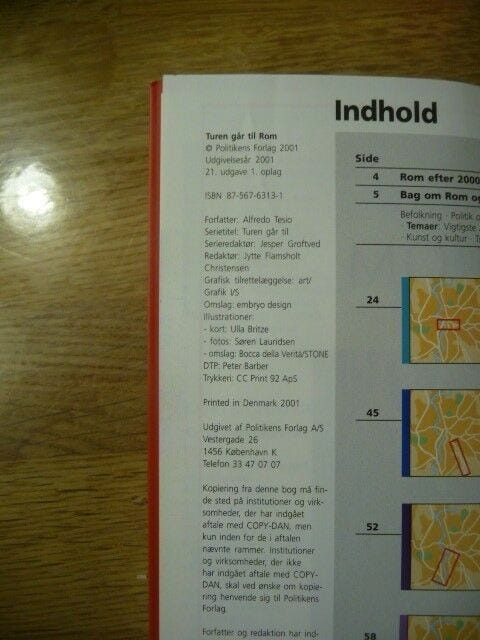 Indhold
Turen går til Rom
© Politikens Forlag 2001
Udgivelsesår 2001
21. udgave 1. oplag
ISBN 87-567-6313-1
Forfatter: Alfredo Tesio
Serietitel: Turen går til
Serieredaktør: Jesper Groftved
Redaktør: Jytte Flamsholt
Christensen
Grafisk tilrettelæggelse: art/
Grafik I/S
Omslag: embryo design
Illustrationer:
- kort: Ulla Britze
- fotos: Søren Lauridsen
- omslag: Bocca della Verità/STONE
DTP: Peter Barber
Trykkeri: CC Print 92 ApS
Printed in Denmark 2001
Udgivet af Politikens Forlag A/S
Vestergade 26
1456 København K
Telefon 33 47 07 07
Kopiering fra denne bog må fin-
de sted på institutioner og virk-
somheder, der har indgået
aftale med COPY-DAN, men
kun inden for de i aftalen
nævnte rammer. Institutioner
og virksomheder, der ikke
har indgået aftale med COPY-
DAN, skal ved ønske om kopie-
ring henvende sig til Politikens
Forlag.
Forfatter og redaktion har ind-
Side
4 Rom efter 2000
5 Bag om Rom og
Befolkning · Politik o
Temaer: Vigtigste
· Kunst og kultur · T
24
45
52
58